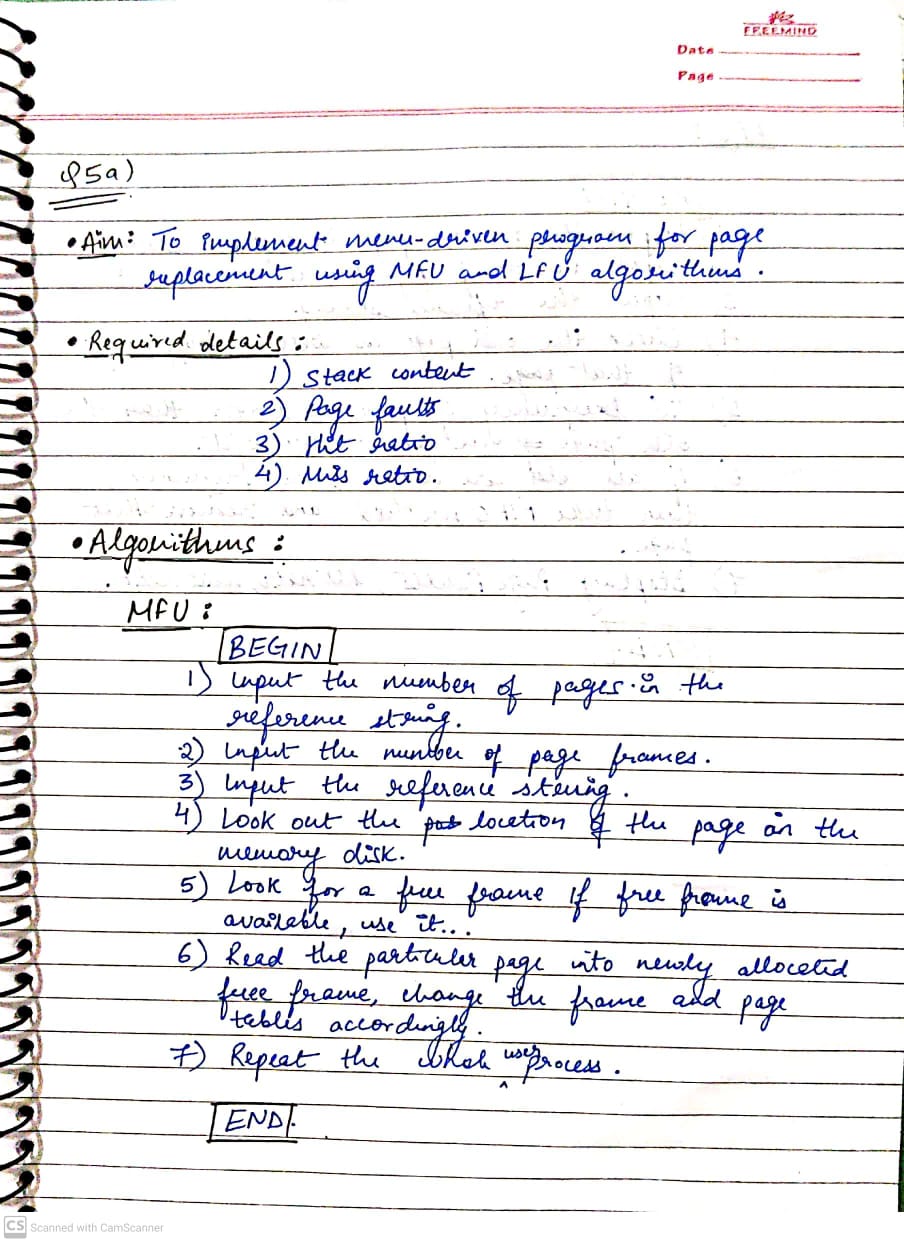 FREEMIND
Date
Page
Q5a)
• Aim: To implement menu-driven program for page
replacement using MFU and LFU algorithms.
• Required details :
1) Stack content
2) Page faults
3) Hit ratio
4) Miss ratio.
• Algorithms :
MFU :
BEGIN
1) Input the number of pages in the
reference string.
2) Input the number of page frames.
3) Input the reference string.
4) Look out the location of the page on the
memory disk.
5) Look for a free frame if free frame is
available, use it...
6) Read the particular page into newly allocated
free frame, change the frame and page
tables accordingly.
7) Repeat the whole user process.
END.
CS Scanned with CamScanner